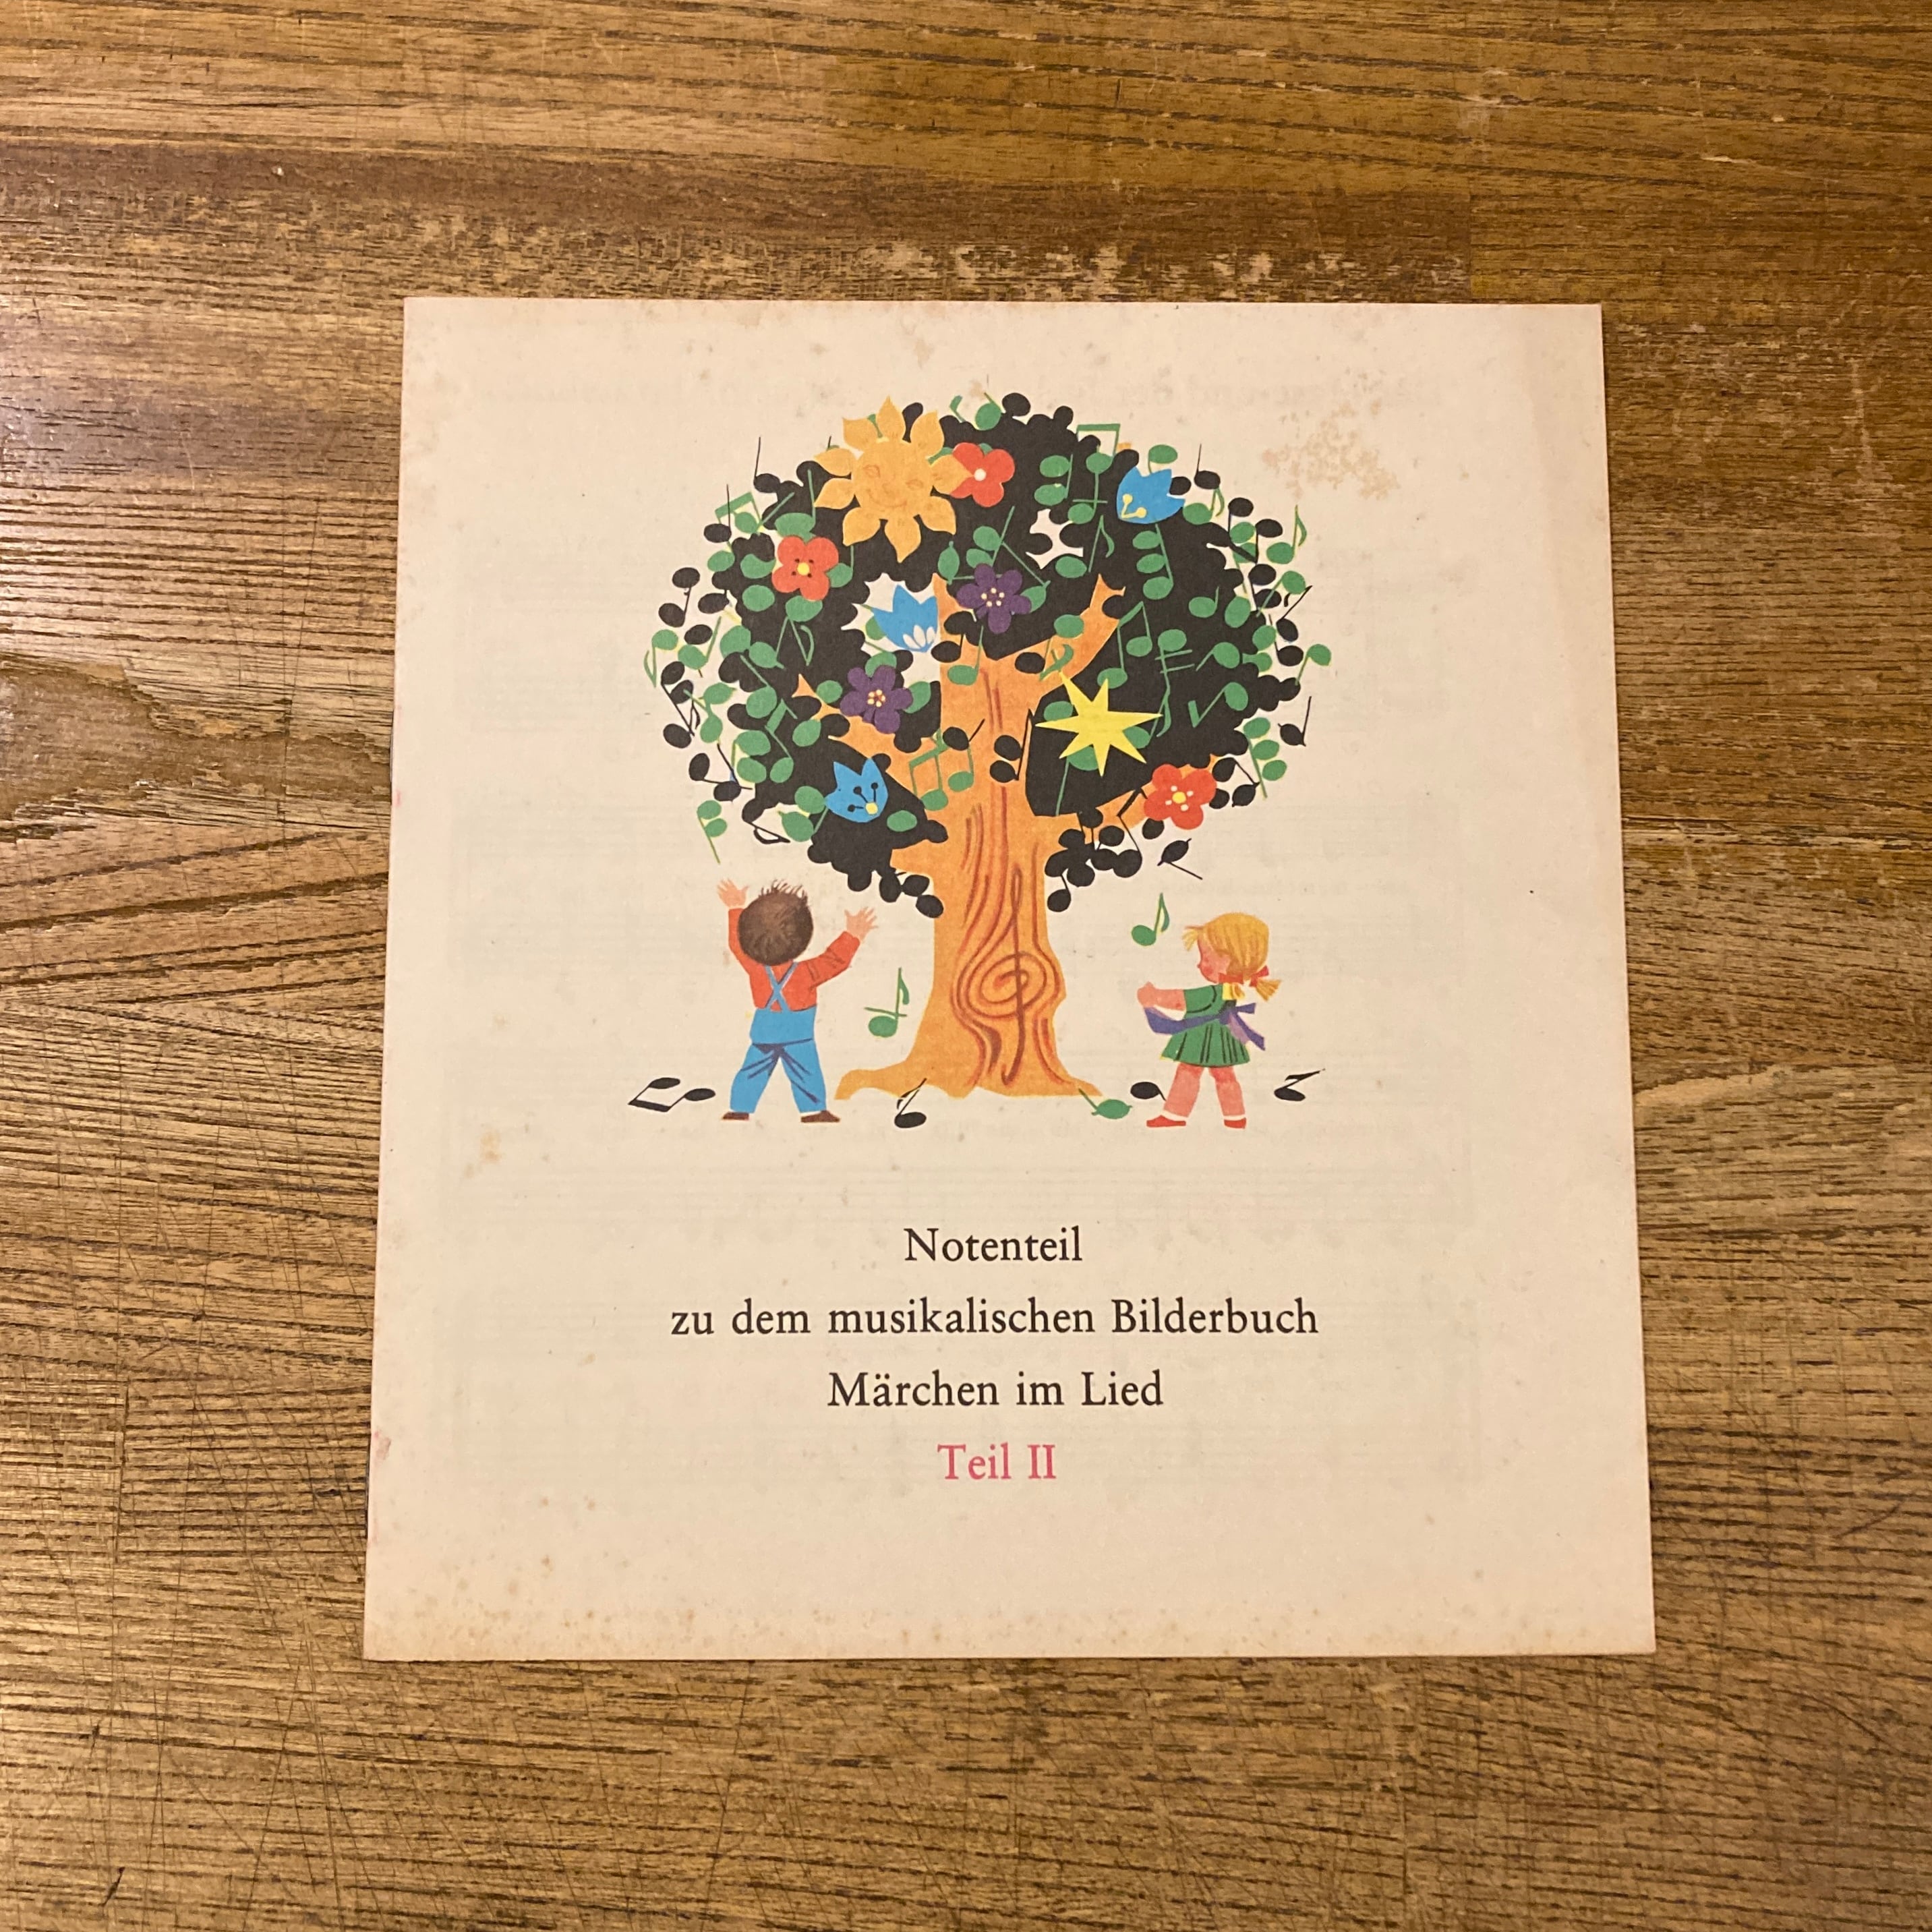 Notenteil
zu dem musikalischen Bilderbuch
Märchen im Lied
Teil II